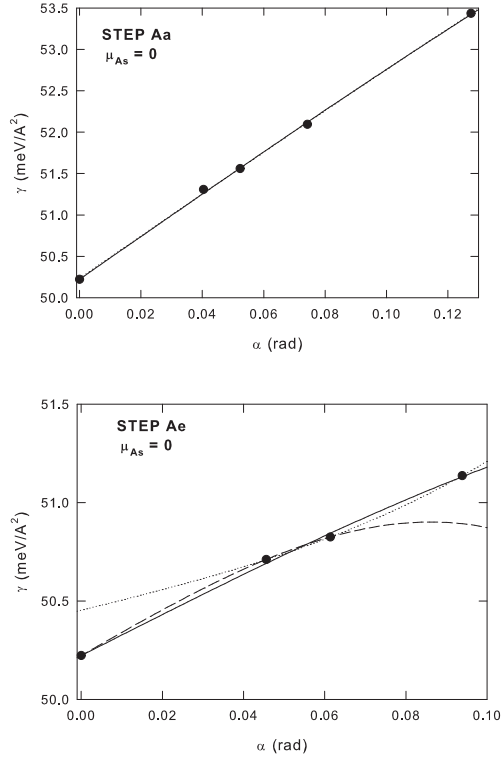 53.5
STEP Aa
μAs = 0
53.0
52.5
52.0
51.5
51.0
50.5
50.0
γ (meV/A²)
0.00 0.02 0.04 0.06 0.08 0.10 0.12
α (rad)
51.5
STEP Ae
μAs = 0
51.0
50.5
50.0
γ (meV/A²)
0.00 0.02 0.04 0.06 0.08 0.10
α (rad)